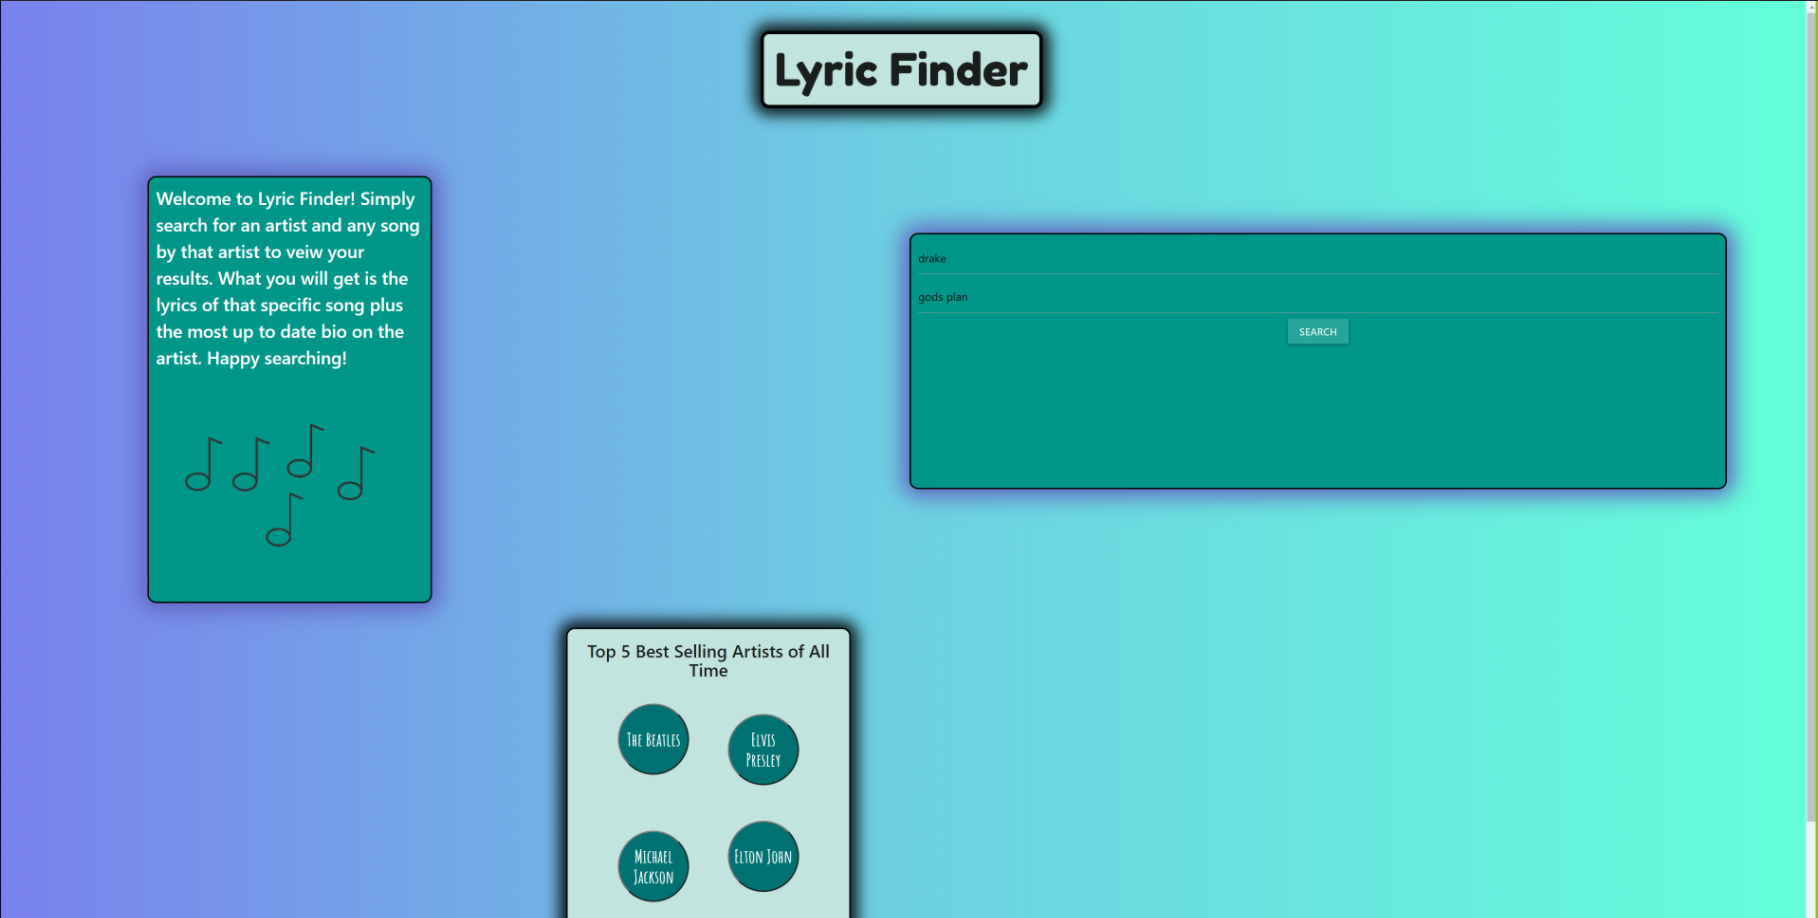 Lyric Finder
Welcome to Lyric Finder! Simply
search for an artist and any song
by that artist to veiw your
results. What you will get is the
lyrics of that specific song plus
the most up to date bio on the
artist. Happy searching!
drake
gods plan
SEARCH
Top 5 Best Selling Artists of All
Time
The Beatles
Elvis
Presley
Michael
Jackson
Elton John